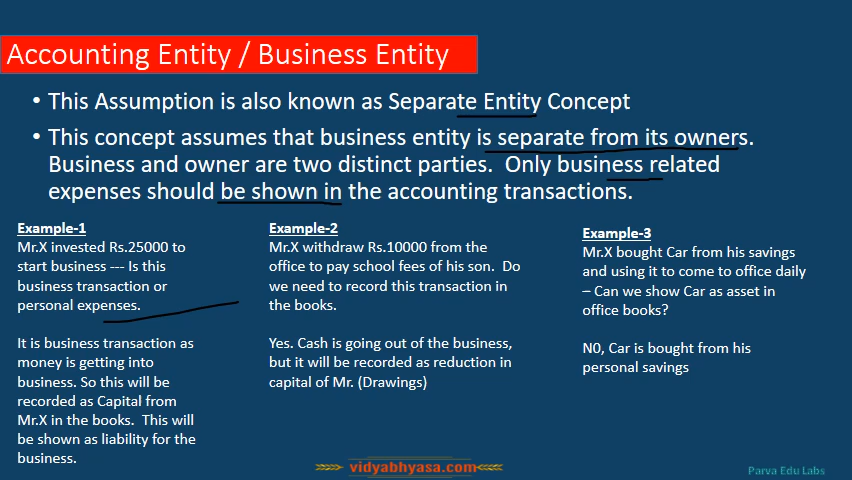 Accounting Entity / Business Entity
• This Assumption is also known as Separate Entity Concept
• This concept assumes that business entity is separate from its owners.
Business and owner are two distinct parties.  Only business related
expenses should be shown in the accounting transactions.
Example-1
Mr.X invested Rs.25000 to
start business --- Is this
business transaction or
personal expenses.
It is business transaction as
money is getting into
business. So this will be
recorded as Capital from
Mr.X in the books.  This will
be shown as liability for the
business.
Example-2
Mr.X withdraw Rs.10000 from the
office to pay school fees of his son.  Do
we need to record this transaction in
the books.
Yes. Cash is going out of the business,
but it will be recorded as reduction in
capital of Mr. (Drawings)
Example-3
Mr.X bought Car from his savings
and using it to come to office daily
– Can we show Car as asset in
office books?
N0, Car is bought from his
personal savings
vidyabhyasa.com
Parva Edu Labs